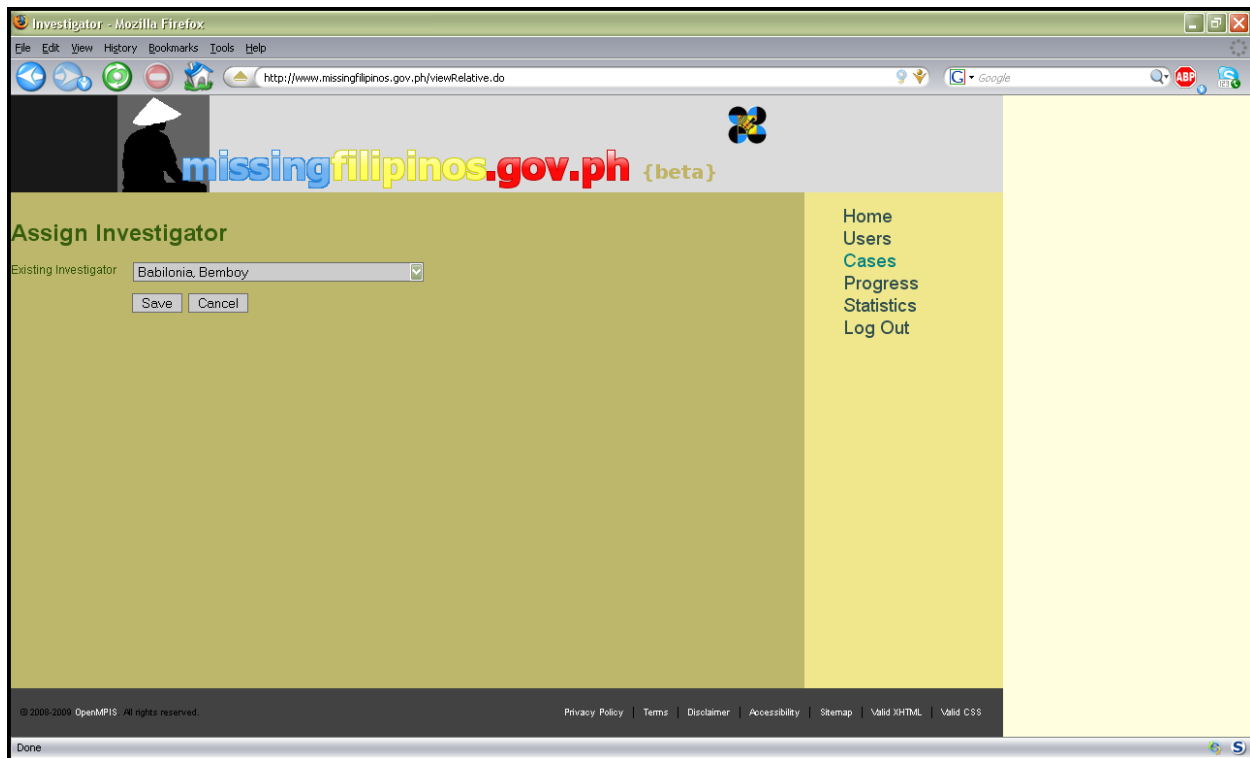 Investigator - Mozilla Firefox
File Edit View History Bookmarks Tools Help
http://www.missingfilipinos.gov.ph/viewRelative.do
G Google
ABP
123
missingfilipinos.gov.ph {beta}
Assign Investigator
Existing Investigator Babilonia, Bemboy
Save Cancel
Home
Users
Cases
Progress
Statistics
Log Out
© 2008-2009 OpenMPIS. All rights reserved.
Privacy Policy | Terms | Disclaimer | Accessibility | Sitemap | Valid XHTML | Valid CSS
Done
S